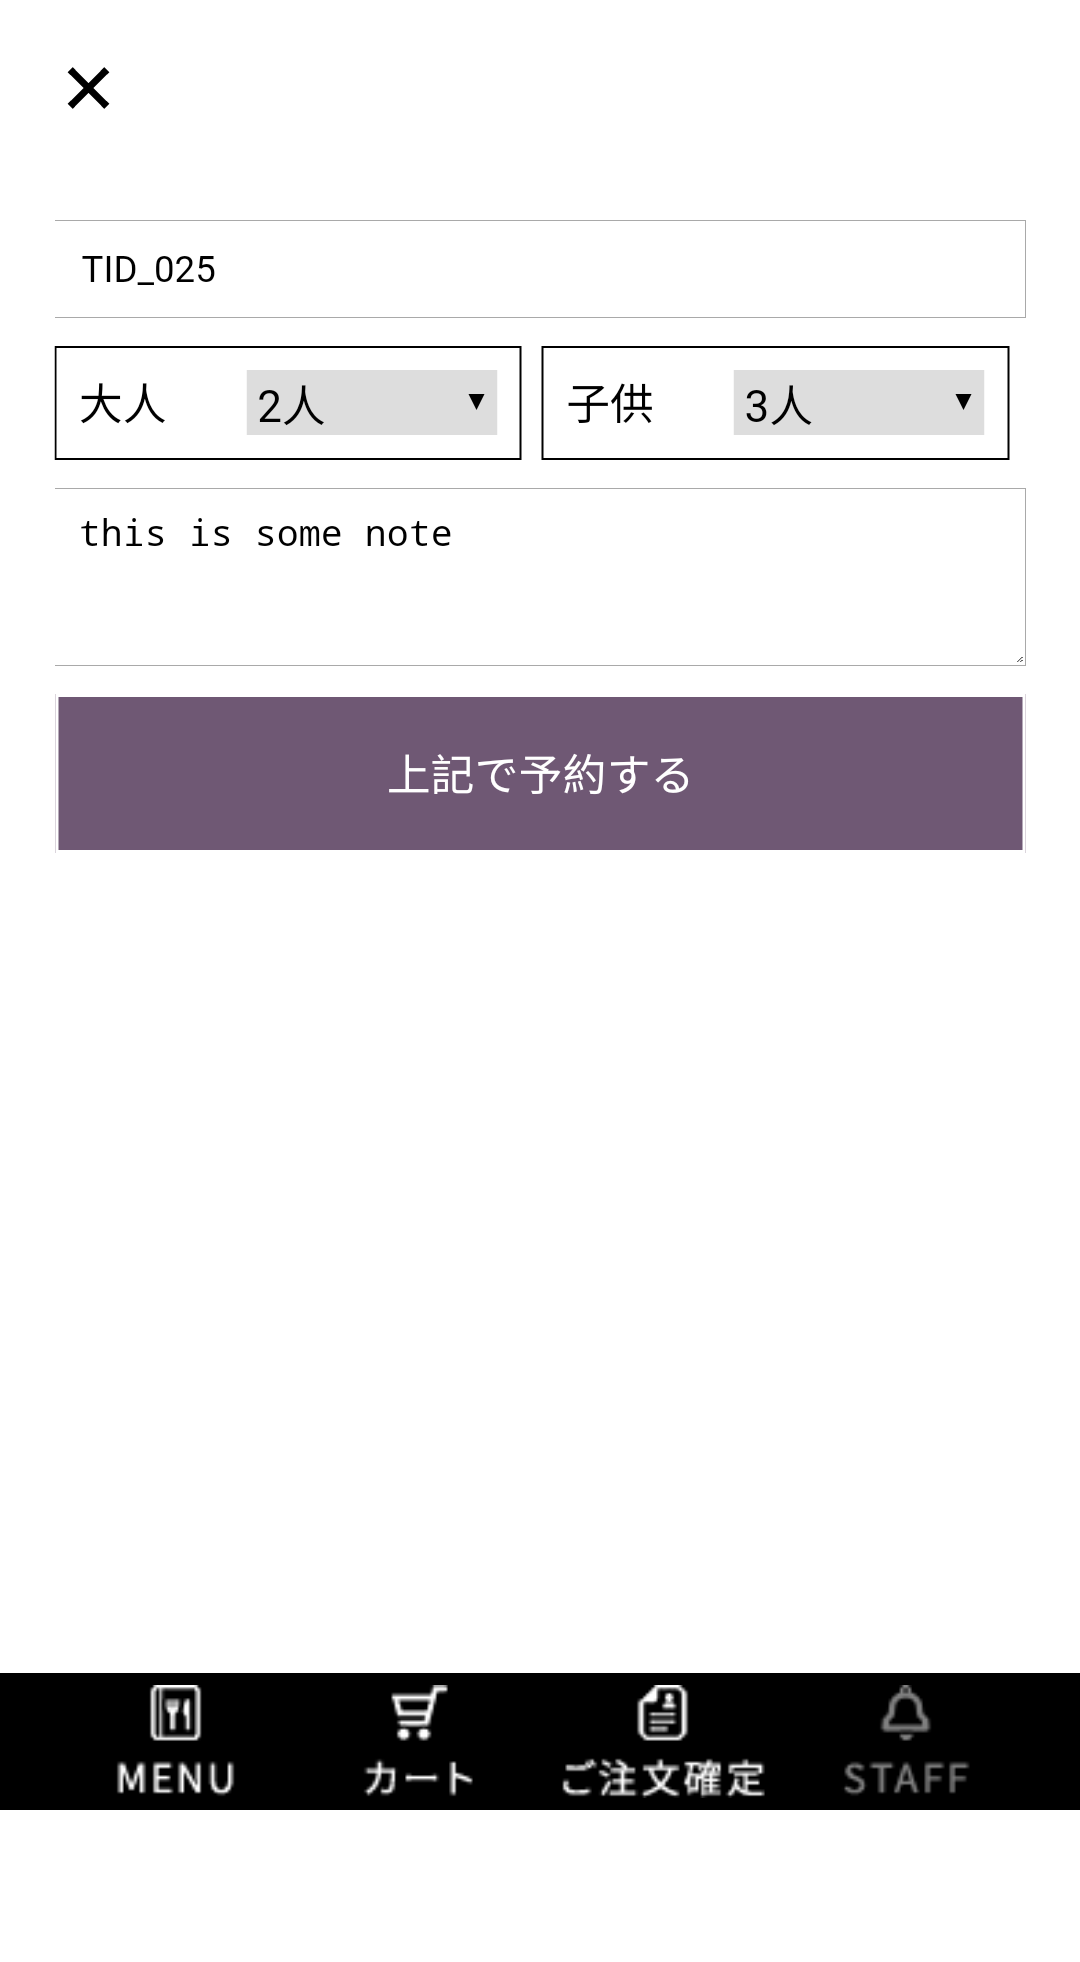 TID_025
大人 2人 子供 3人
this is some note
上記で予約する
MENU カート ご注文確定 STAFF